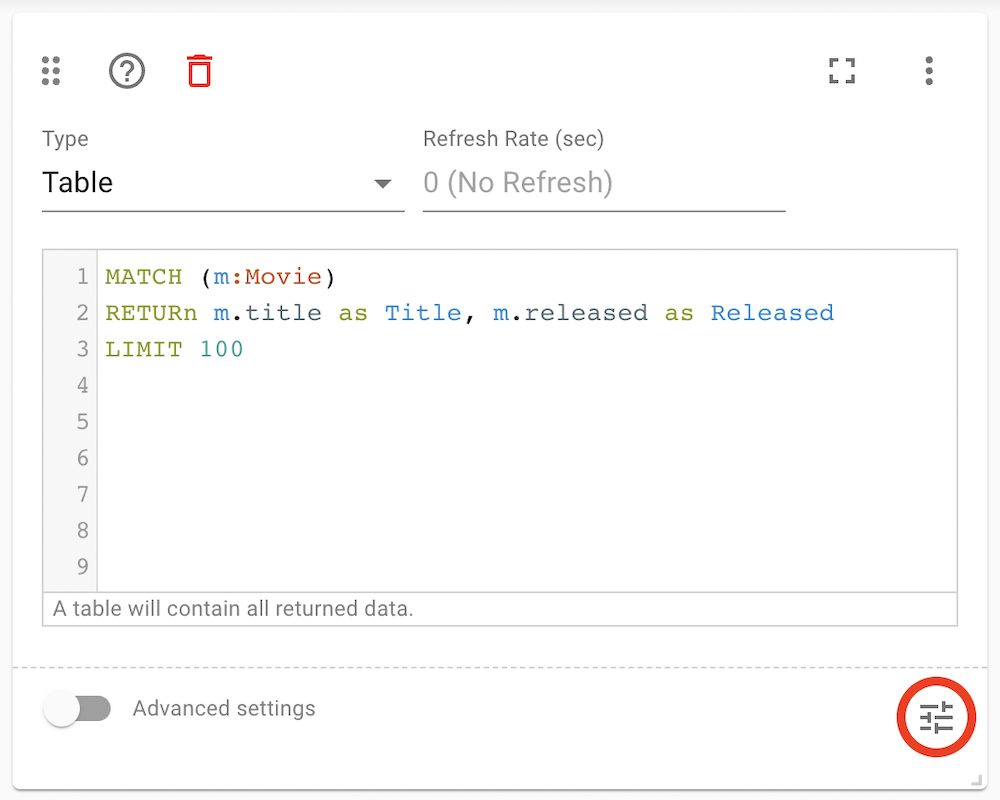 ?
Type
Refresh Rate (sec)
Table
0 (No Refresh)
1 MATCH (m:Movie)
2 RETURn m.title as Title, m.released as Released
3 LIMIT 100
4
5
6
7
8
9
A table will contain all returned data.
Advanced settings